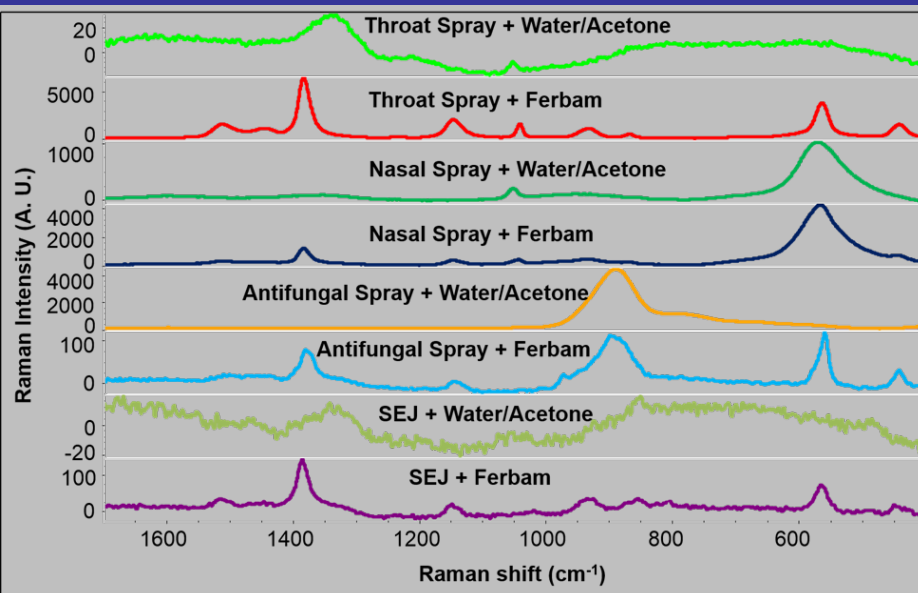 20
0
Throat Spray + Water/Acetone
5000
0
Throat Spray + Ferbam
1000
0
Nasal Spray + Water/Acetone
4000
2000
0
Nasal Spray + Ferbam
4000
2000
0
Antifungal Spray + Water/Acetone
100
0
Antifungal Spray + Ferbam
0
-20
SEJ + Water/Acetone
100
0
SEJ + Ferbam
Raman Intensity (A. U.)
1600 1400 1200 1000 800 600
Raman shift (cm-1)